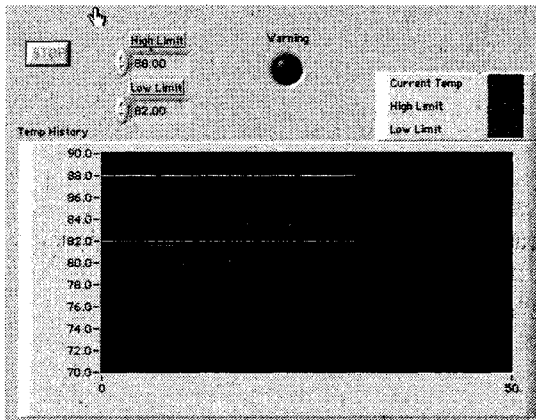 STOP
High Limit
88.00
Low Limit
82.00
Warning
Current Temp
High Limit
Low Limit
Temp History
90.0
88.0
86.0
84.0
82.0
80.0
78.0
76.0
74.0
72.0
70.0
0
50